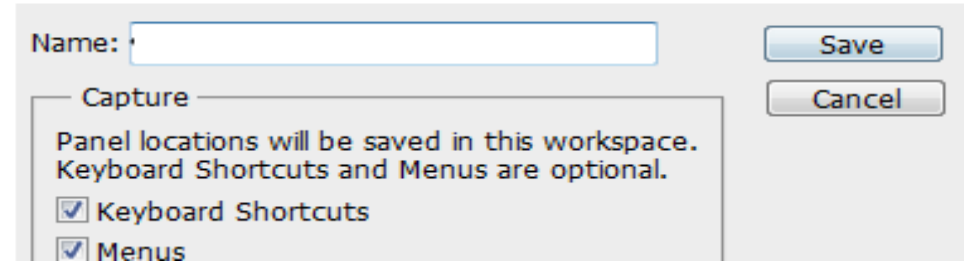 Name:
Save
Capture
Cancel
Panel locations will be saved in this workspace.
Keyboard Shortcuts and Menus are optional.
Keyboard Shortcuts
Menus